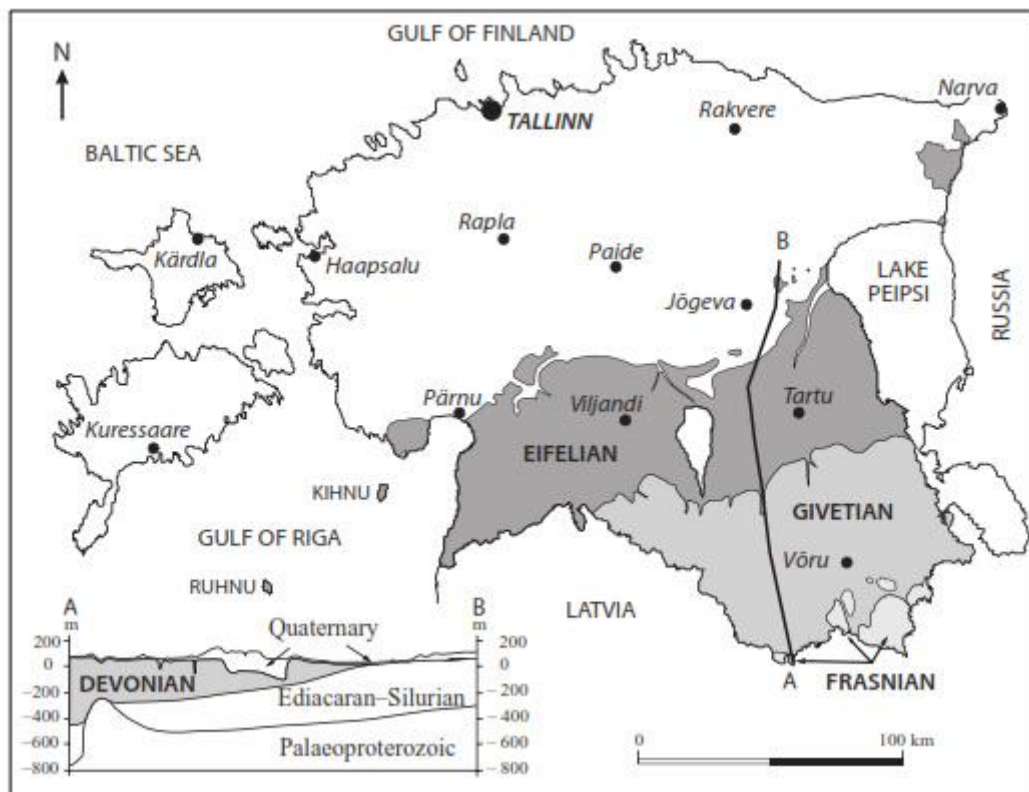 GULF OF FINLAND
N
Narva
TALLINN
Rakvere
BALTIC SEA
Rapla
Kärdla
Haapsalu
Paide
B
LAKE
PEIPSI
RUSSIA
Jõgeva
Pärnu
Viljandi
Tartu
Kuressaare
EIFELIAN
KIHNU
GIVETIAN
GULF OF RIGA
Võru
RUHNU
LATVIA
A
FRASNIAN
A
m
B
m
Quaternary
200
0
–200
–400
–600
–800
DEVONIAN
Ediacaran–Silurian
Palaeoproterozoic
200
0
–200
–400
–600
–800
0
100 km